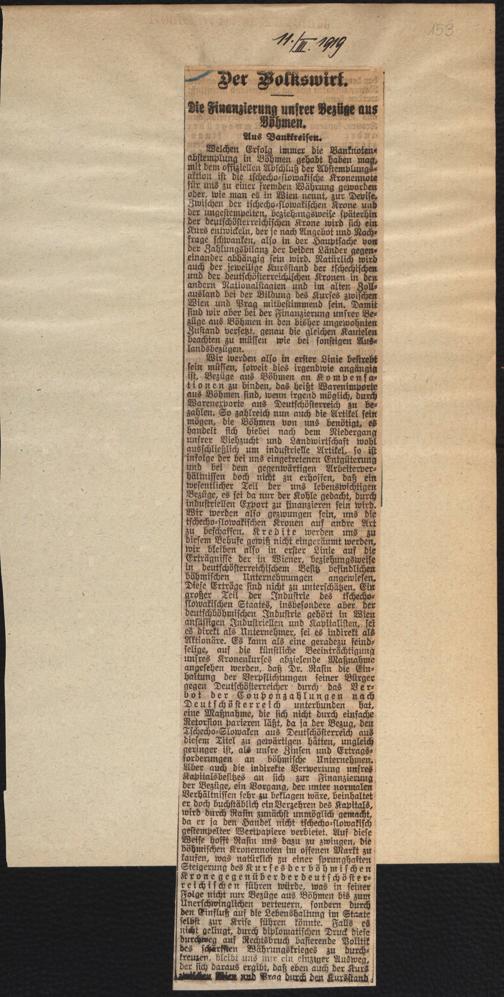 11./III. 1919
153
Der Volkswirt.
Die Finanzierung unsrer Bezüge aus
Böhmen.
Aus Bankkreisen.
Welchen Erfolg immer die Banknoten-
abstemplung in Böhmen gehabt haben mag,
mit dem offiziellen Abschluß der Abstemplungs-
aktion ist die tschecho-slowakische Kronennote
für uns zu einer fremden Währung geworden
oder, wie man es in Wien nennt, zur Devise.
Zwischen der tschecho-slowakischen Krone und
der ungestempelten, beziehungsweise späterhin
der deutschösterreichischen Krone wird sich ein
Kurs entwickeln, der je nach Angebot und Nach-
frage schwanken, also in der Hauptsache von
der Zahlungsbilanz der beiden Länder gegen-
einander abhängig sein wird. Natürlich wird
auch der jeweilige Kursstand der tschechischen
und der deutschösterreichischen Kronen in den
andern Nationalstaaten und im alten Zoll-
ausland bei der Bildung des Kurses zwischen
Wien und Prag mitbestimmend sein. Damit
sind wir aber bei der Finanzierung unsrer Be-
züge aus Böhmen in den bisher ungewohnten
Zustand versetzt, genau die gleichen Kautelen
beachten zu müssen wie bei sonstigen Aus-
landsbezügen.
Wir werden also in erster Linie bestrebt
sein müssen, soweit dies irgendwie angängig
ist, Bezüge aus Böhmen an Kompensa-
tionen zu binden, das heißt Warenimporte
aus Böhmen sind, wenn irgend möglich, durch
Warenexporte aus Deutschösterreich zu be-
zahlen. So zahlreich nun auch die Artikel sein
mögen, die Böhmen von uns benötigt, es
handelt sich hiebei nach dem Niedergang
unsrer Viehzucht und Landwirtschaft wohl
ausschließlich um industrielle Artikel, so ist
infolge der bei uns eingetretenen Entgüterung
und bei dem gegenwärtigen Arbeiterver-
hältnissen doch nicht zu erhoffen, daß ein
wesentlicher Teil der uns lebenswichtigen
Bezüge, es sei da nur der Kohle gedacht, durch
industriellen Export zu finanzieren sein wird.
Wir werden also gezwungen sein, uns die
tschecho-slowakischen Kronen auf andre Art
zu beschaffen. Kredite werden uns zu
diesem Behufe gewiß nicht eingeräumt werden,
wir bleiben also in erster Linie auf die
Erträgnisse der in Wiener, beziehungsweise
in deutschösterreichischem Besitz befindlichen
böhmischen Unternehmungen angewiesen.
Diese Erträge sind nicht zu unterschätzen. Ein
großer Teil der Industrie des tschecho-
slowakischen Staates, insbesondere aber der
deutschböhmischen Industrie gehört in Wien
ansässigen Industriellen und Kapitalisten, sei
es direkt als Unternehmer, sei es indirekt als
Aktionäre. Es kann als eine geradezu feind-
selige, auf die künstliche Beeinträchtigung
unsres Kronenkurses abzielende Maßnahme
angesehen werden, daß Dr. Rasin die Ein-
haltung der Verpflichtungen seiner Bürger
gegen Deutschösterreicher durch das Ver-
bot der Couponzahlungen nach
Deutschösterreich unterbunden hat,
eine Maßnahme, die sich nicht durch einfache
Retorsion parieren läßt, da ja der Bezug, den
Tschecho-Slowaken aus Deutschösterreich aus
diesem Titel zu gewärtigen hätten, ungleich
geringer ist, als unsre Zinsen und Ertrags-
forderungen an böhmische Unternehmen.
Aber auch die indirekte Verwertung unsres
Kapitalsbesitzes an sich zur Finanzierung
der Bezüge, ein Vorgang, der unter normalen
Verhältnissen sehr zu beklagen wäre, beinhaltet
er doch buchstäblich ein Verzehren des Kapitals,
wird durch Rasin zunächst unmöglich gemacht,
da er ja den Handel nicht tschecho-slowakisch
gestempelter Wertpapiere verbietet. Auf diese
Weise hofft Rasin uns dazu zu zwingen, die
böhmischen Kronennoten im offenen Markt zu
kaufen, was natürlich zu einer sprunghaften
Steigerung des Kurses der böhmischen
Krone gegenüber der deutschöster-
reichischen führen würde, was in seiner
Folge nicht nur Bezüge aus Böhmen bis zum
Unerschwinglichen verteuern, sondern durch
den Einfluß auf die Lebenshaltung im Staate
selbst zur Krise führen könnte. Falls es
nicht gelingt, durch diplomatischen Druck diese
durchweg auf Rechtsbruch basierende Politik
des schärfsten Währungskrieges zu durch-
kreuzen, bleibt uns nur ein einziger Ausweg,
der sich daraus ergibt, daß eben auch der Kurs
zwischen Wien und Prag durch den Kursstand